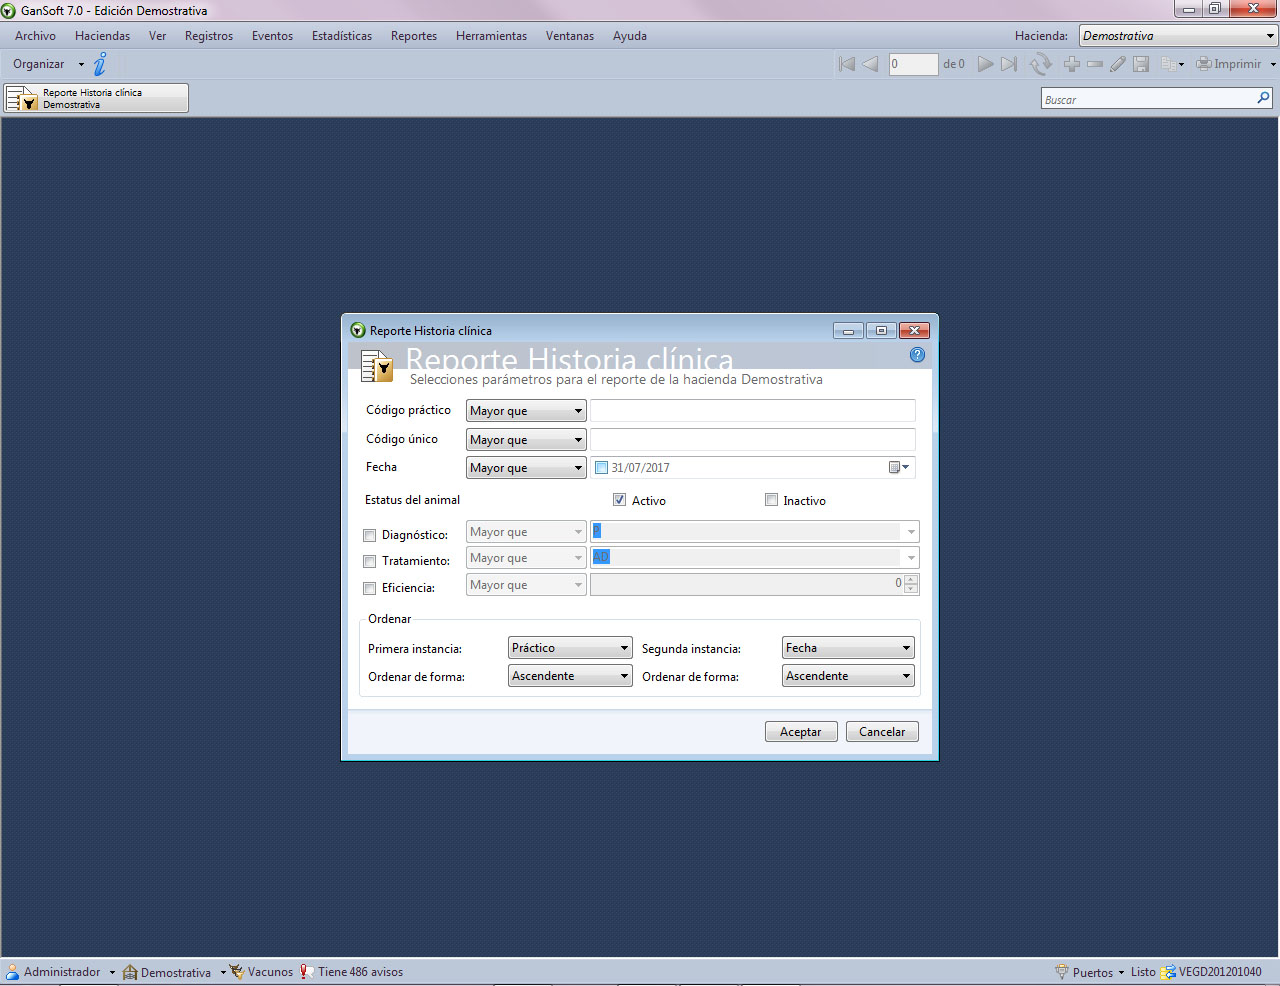 GanSoft 7.0 - Edición Demostrativa
Archivo Haciendas Ver Registros Eventos Estadísticas Reportes Herramientas Ventanas Ayuda Hacienda: Demostrativa
Organizar 0 de 0 Imprimir
Reporte Historia clínica
Demostrativa
Buscar
Reporte Historia clínica
Reporte Historia clínica
Selecciones parámetros para el reporte de la hacienda Demostrativa
Código práctico Mayor que
Código único Mayor que
Fecha Mayor que 31/07/2017
Estatus del animal Activo Inactivo
Diagnóstico: Mayor que P
Tratamiento: Mayor que AD
Eficiencia: Mayor que 0
Ordenar
Primera instancia: Práctico Segunda instancia: Fecha
Ordenar de forma: Ascendente Ordenar de forma: Ascendente
Aceptar Cancelar
Administrador Demostrativa Vacunos Tiene 486 avisos Puertos Listo VEGD201201040